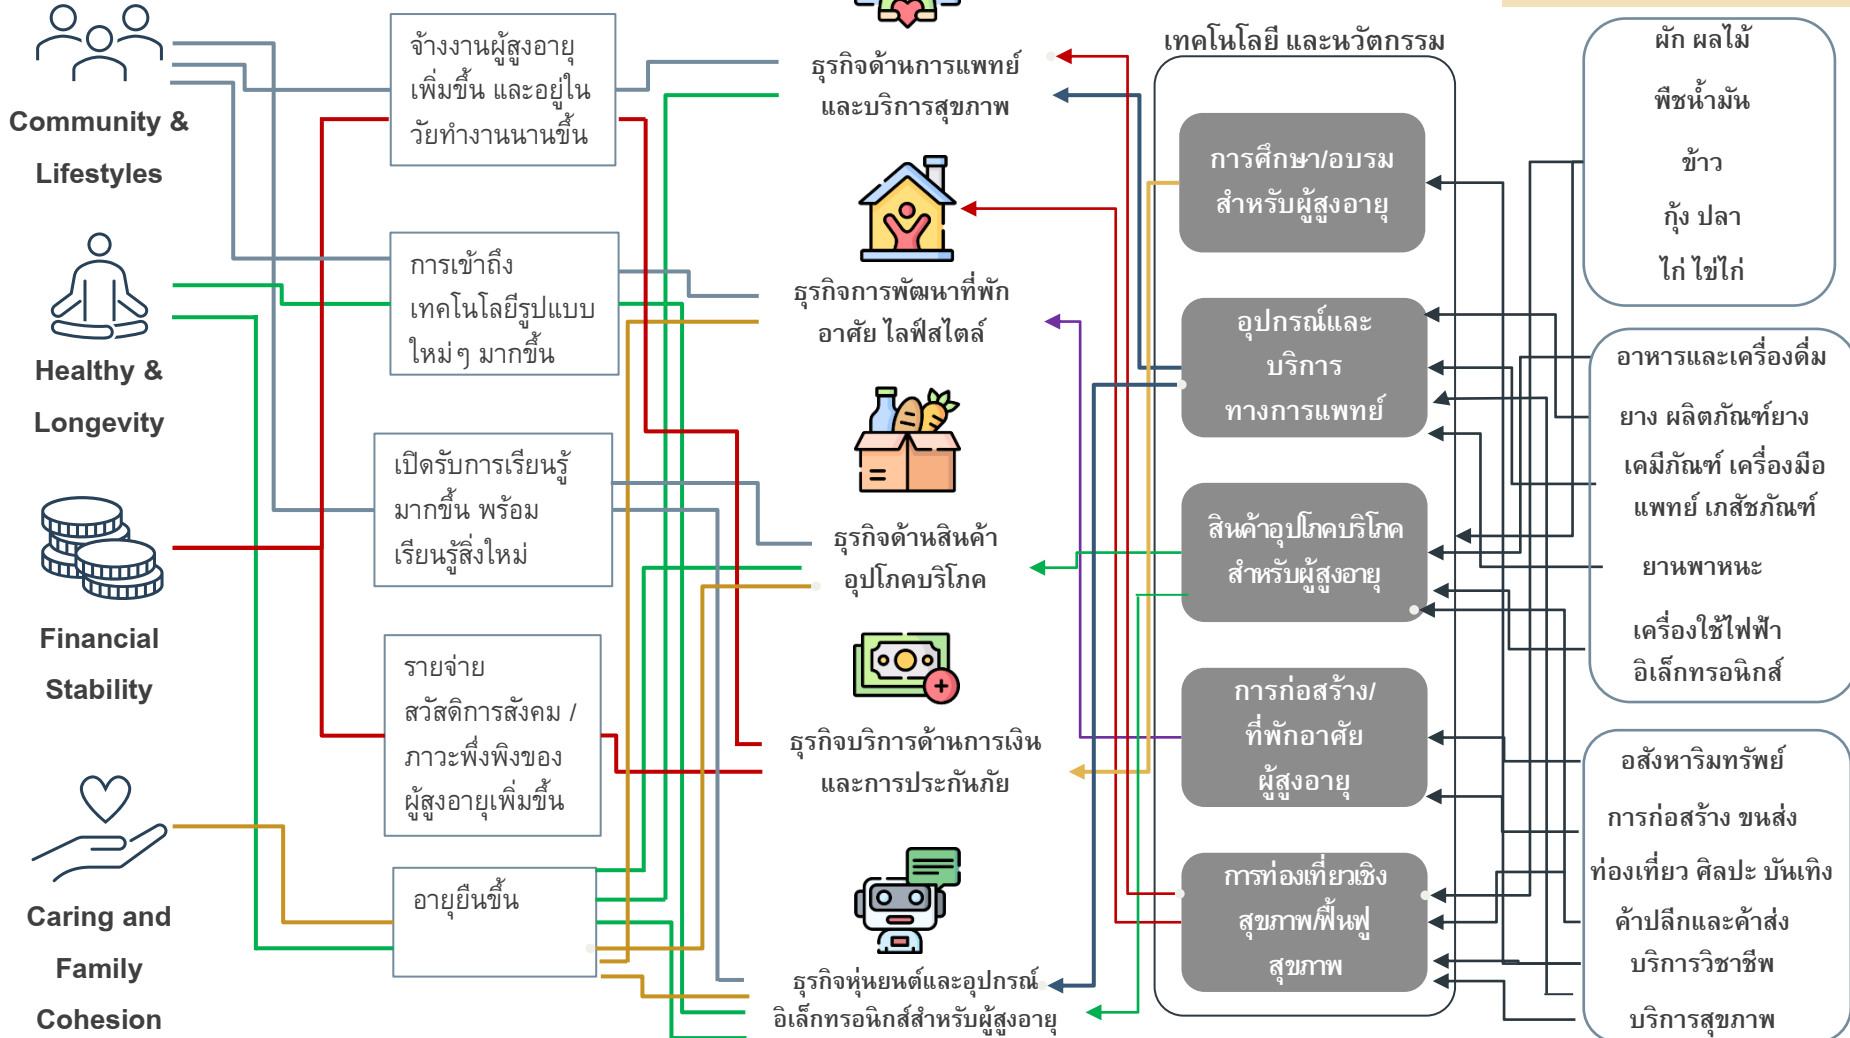 Community &
Lifestyles
Healthy &
Longevity
Financial
Stability
Caring and
Family
Cohesion
จ้างงานผู้สูงอายุ
เพิ่มขึ้น และอยู่ใน
วัยทำงานนานขึ้น
การเข้าถึง
เทคโนโลยีรูปแบบ
ใหม่ๆ มากขึ้น
เปิดรับการเรียนรู้
มากขึ้น พร้อม
เรียนรู้สิ่งใหม่
รายจ่าย
สวัสดิการสังคม /
ภาวะพึ่งพิงของ
ผู้สูงอายุเพิ่มขึ้น
อายุยืนขึ้น
ธุรกิจด้านการแพทย์
และบริการสุขภาพ
ธุรกิจการพัฒนาที่พัก
อาศัย ไลฟ์สไตล์
ธุรกิจด้านสินค้า
อุปโภคบริโภค
ธุรกิจบริการด้านการเงิน
และการประกันภัย
ธุรกิจหุ่นยนต์และอุปกรณ์
อิเล็กทรอนิกส์สำหรับผู้สูงอายุ
เทคโนโลยี และนวัตกรรม
การศึกษา/อบรม
สำหรับผู้สูงอายุ
อุปกรณ์และ
บริการ
ทางการแพทย์
สินค้าอุปโภคบริโภค
สำหรับผู้สูงอายุ
การก่อสร้าง/
ที่พักอาศัย
ผู้สูงอายุ
การท่องเที่ยวเชิง
สุขภาพ/ฟื้นฟู
สุขภาพ
ผัก ผลไม้
พืชน้ำมัน
ข้าว
กุ้ง ปลา
ไก่ ไข่ไก่
อาหารและเครื่องดื่ม
ยาง ผลิตภัณฑ์ยาง
เคมีภัณฑ์ เครื่องมือ
แพทย์ เภสัชภัณฑ์
ยานพาหนะ
เครื่องใช้ไฟฟ้า
อิเล็กทรอนิกส์
อสังหาริมทรัพย์
การก่อสร้าง ขนส่ง
ท่องเที่ยว ศิลปะ บันเทิง
ค้าปลีกและค้าส่ง
บริการวิชาชีพ
บริการสุขภาพ